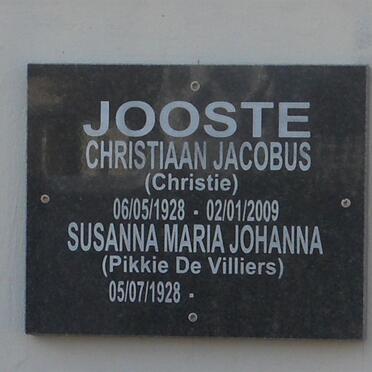 JOOSTE
CHRISTIAAN JACOBUS
(Christie)
06/05/1928 - 02/01/2009
SUSANNA MARIA JOHANNA
(Pikkie De Villiers)
05/07/1928 -